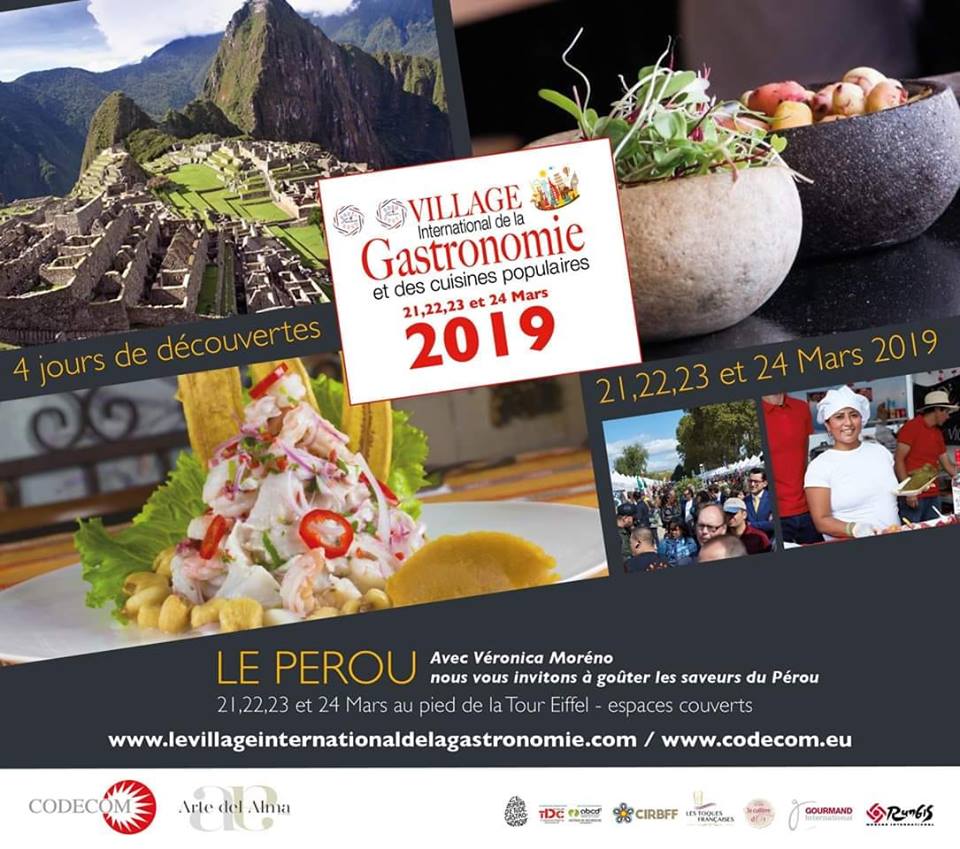 VILLAGE
International de la
Gastronomie
et des cuisines populaires
21,22,23 et 24 Mars
2019
4 jours de découvertes
21,22,23 et 24 Mars 2019
LE PEROU
Avec Véronica Moréno
nous vous invitons à goûter les saveurs du Pérou
21,22,23 et 24 Mars au pied de la Tour Eiffel - espaces couverts
www.levillageinternationaldelagastronomie.com / www.codecom.eu
CODECOM
Arte del Alma
TDC
abcd
CIRBFF
LES TOQUES
FRANÇAISES
GOURMAND
International
RUNGIS